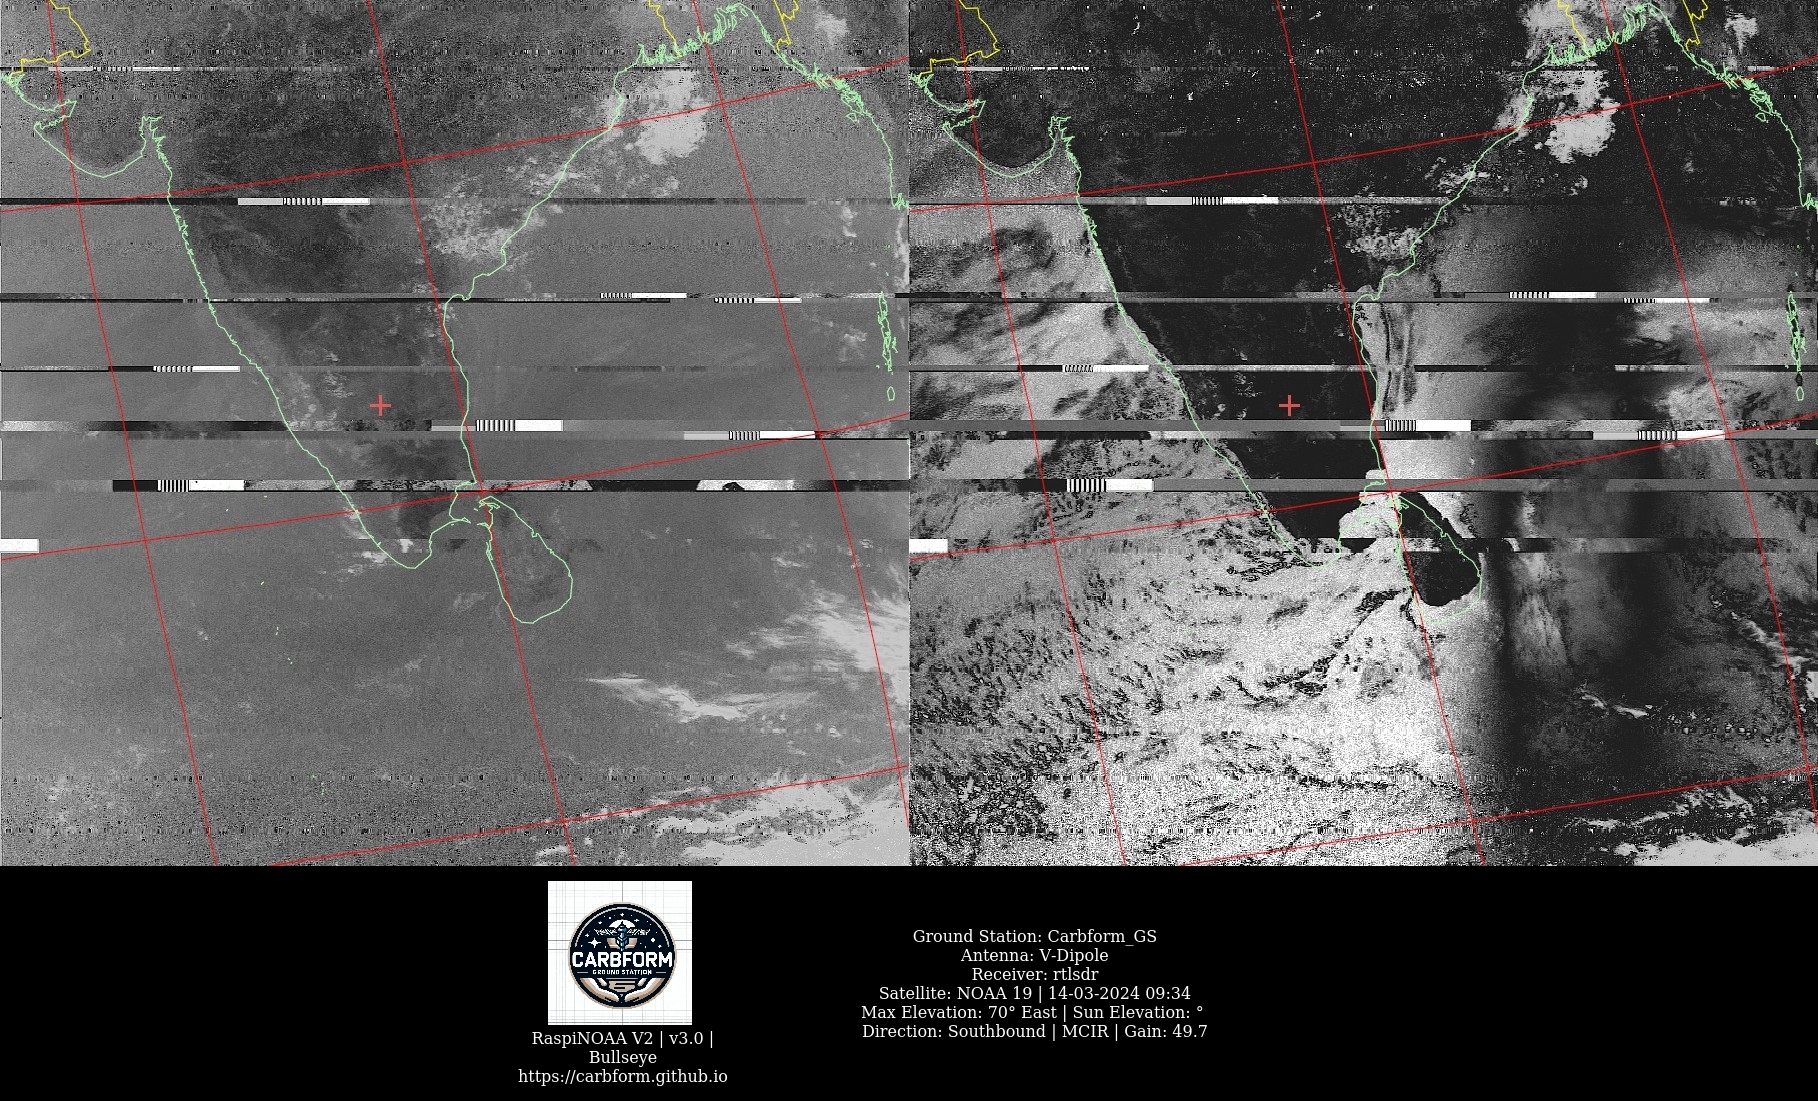 CARBFORM
GROUND STATION
RaspiNOAA V2 | v3.0 |
Bullseye
https://carbform.github.io
Ground Station: Carbform_GS
Antenna: V-Dipole
Receiver: rtlsdr
Satellite: NOAA 19 | 14-03-2024 09:34
Max Elevation: 70° East | Sun Elevation: °
Direction: Southbound | MCIR | Gain: 49.7